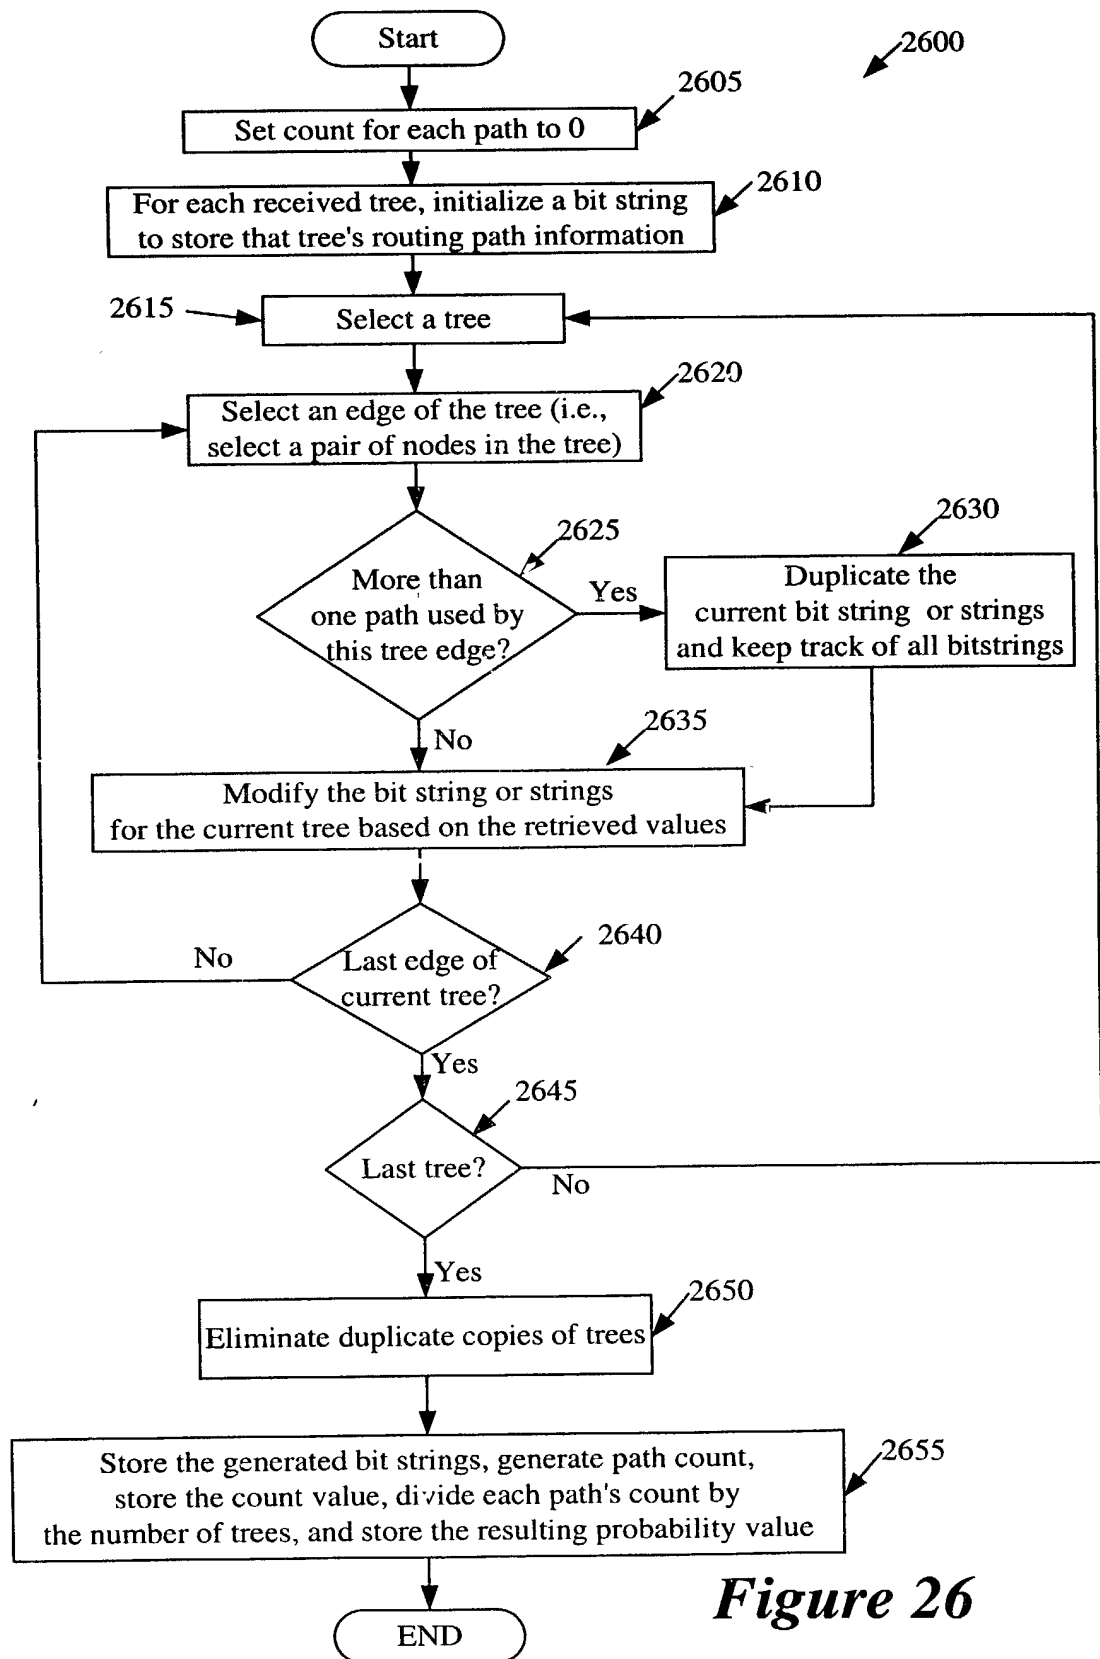 Start
2600
2605
Set count for each path to 0
2610
For each received tree, initialize a bit string
to store that tree's routing path information
2615
Select a tree
2620
Select an edge of the tree (i.e.,
select a pair of nodes in the tree)
2625
More than
one path used by
this tree edge?
Yes
2630
Duplicate the
current bit string or strings
and keep track of all bitstrings
No
2635
Modify the bit string or strings
for the current tree based on the retrieved values
2640
No
Last edge of
current tree?
Yes
2645
Last tree?
No
Yes
2650
Eliminate duplicate copies of trees
2655
Store the generated bit strings, generate path count,
store the count value, divide each path's count by
the number of trees, and store the resulting probability value
Figure 26
END